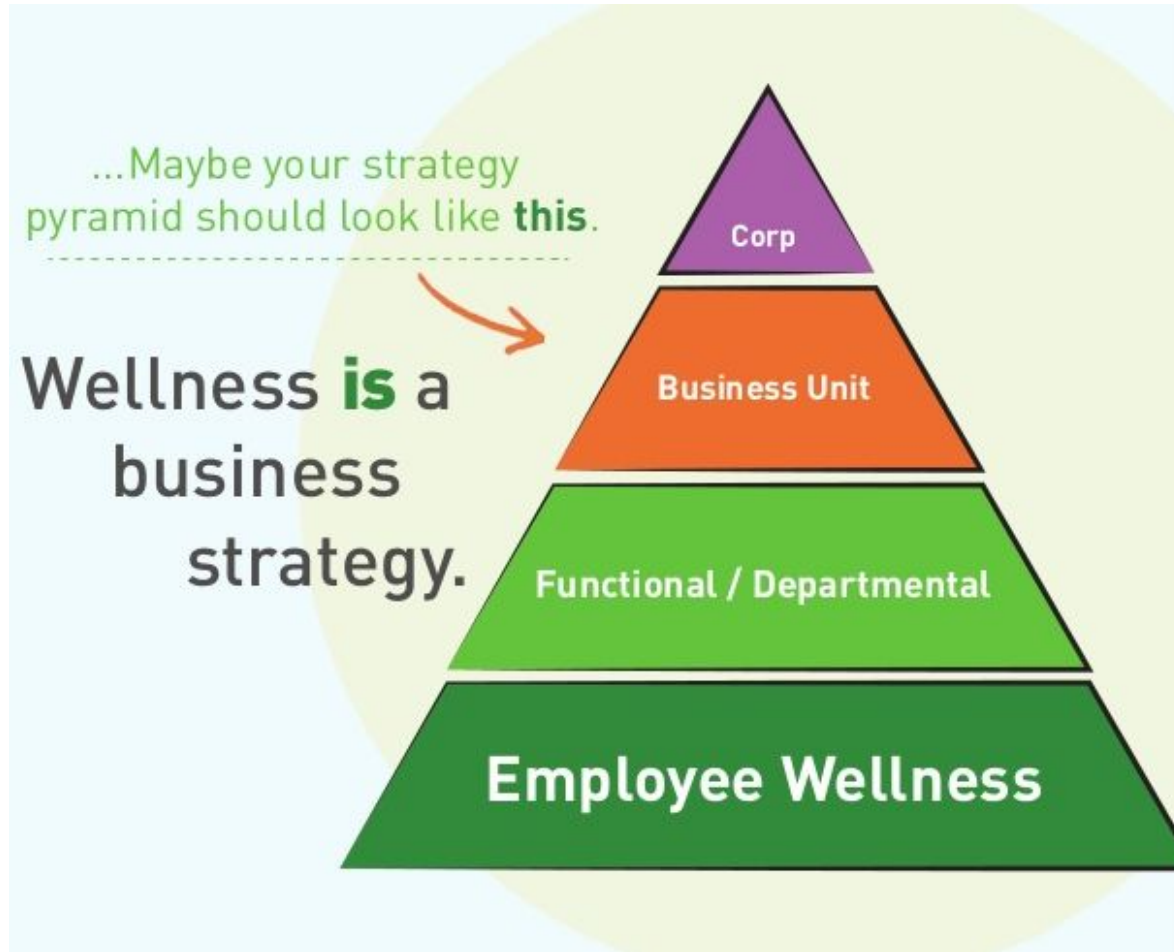 ...Maybe your strategy
pyramid should look like this.
Wellness is a
business
strategy.
Corp
Business Unit
Functional / Departmental
Employee Wellness